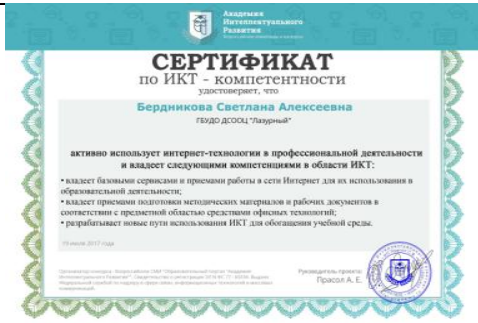 Академия
Интеллектуального
Развития
СЕРТИФИКАТ
по ИКТ - компетентности
удостоверяет, что
Бердникова Светлана Алексеевна
ГБУДО ДСООЦ "Лазурный"
активно использует интернет-технологии в профессиональной деятельности
и владеет следующими компетенциями в области ИКТ:
• владеет базовыми сервисами и приемами работы в сети Интернет для их использования в
образовательной деятельности;
• владеет приемами подготовки методических материалов и рабочих документов в
соответствии с предметной областью средствами офисных технологий;
• разрабатывает новые пути использования ИКТ для обогащения учебной среды.
2017 года
Руководитель проекта:
Прасол А. Е.